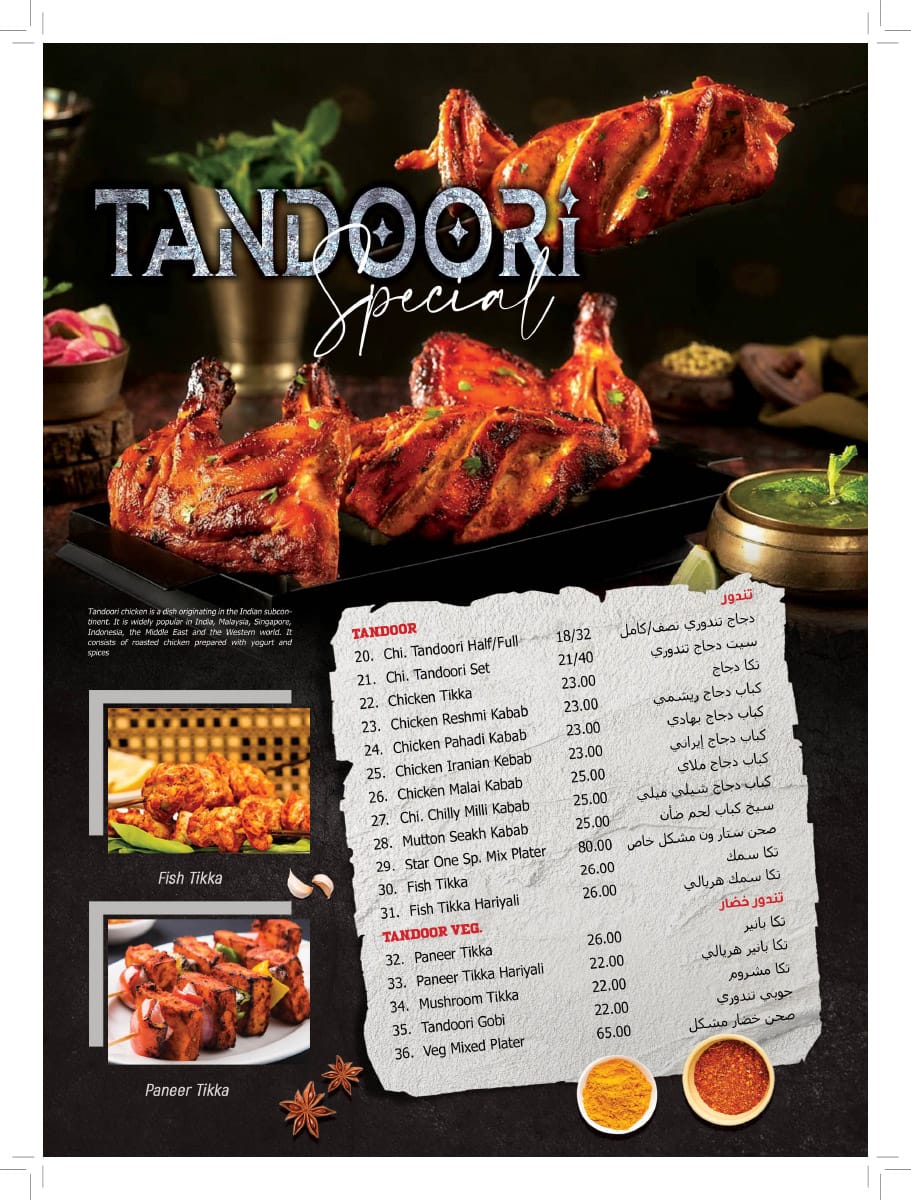 TANDOORi
Special
Tandoori chicken is a dish originating in the Indian subcon-
tinent. It is widely popular in India, Malaysia, Singapore,
Indonesia, the Middle East and the Western world. It
consists of roasted chicken prepared with yogurt and
spices
Fish Tikka
Paneer Tikka
TANDOOR تندور
20. Chi. Tandoori Half/Full 18/32 دجاج تندوري نصف/كامل
21. Chi. Tandoori Set 21/40 سيت دجاج تندوري
22. Chicken Tikka 23.00 تكا دجاج
23. Chicken Reshmi Kabab 23.00 كباب دجاج ريشمي
24. Chicken Pahadi Kabab 23.00 كباب دجاج بهادي
25. Chicken Iranian Kebab 23.00 كباب دجاج إيراني
26. Chicken Malai Kabab 25.00 كباب دجاج ملاي
27. Chi. Chilly Milli Kabab 25.00 كباب دجاج شيلي ميلي
28. Mutton Seakh Kabab 25.00 سيخ كباب لحم ضأن
29. Star One Sp. Mix Plater 80.00 صحن ستار ون مشكل خاص
30. Fish Tikka 26.00 تكا سمك
31. Fish Tikka Hariyali 26.00 تكا سمك هريالي
TANDOOR VEG. تندور خضار
32. Paneer Tikka 26.00 تكا بانير
33. Paneer Tikka Hariyali 22.00 تكا بانير هريالي
34. Mushroom Tikka 22.00 تكا مشروم
35. Tandoori Gobi 22.00 جوبي تندوري
36. Veg Mixed Plater 65.00 صحن خضار مشكل